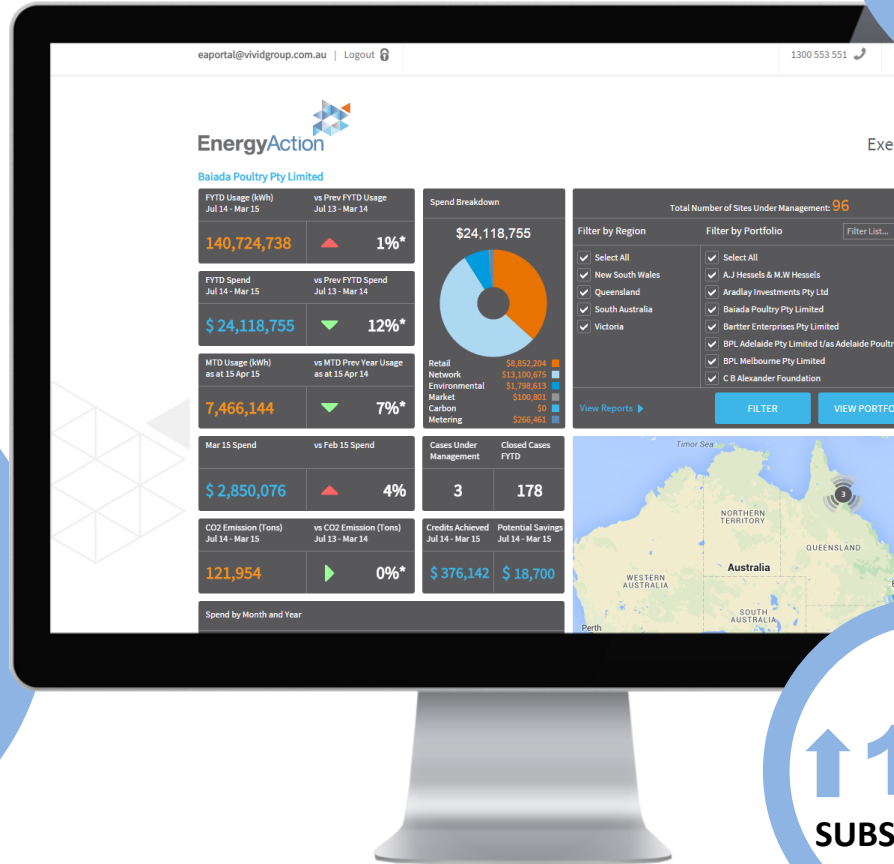 eaportal@vividgroup.com.au | Logout
1300 553 551
EnergyAction
Baiada Poultry Pty Limited
FYTD Usage (kWh)
Jul 14 - Mar 15
vs Prev FYTD Usage
Jul 13 - Mar 14
140,724,738
1%*
FYTD Spend
Jul 14 - Mar 15
vs Prev FYTD Spend
Jul 13 - Mar 14
$ 24,118,755
12%*
MTD Usage (kWh)
as at 15 Apr 15
vs MTD Prev Year Usage
as at 15 Apr 14
7,466,144
7%*
Mar 15 Spend
vs Feb 15 Spend
$ 2,850,076
4%
CO2 Emission (Tons)
Jul 14 - Mar 15
vs CO2 Emission (Tons)
Jul 13 - Mar 14
121,954
0%*
Spend by Month and Year
Spend Breakdown
$24,118,755
Retail $8,852,204
Network $13,100,675
Environmental $1,798,613
Market $100,801
Carbon $0
Metering $266,461
Cases Under
Management
Closed Cases
FYTD
3
178
Credits Achieved
Jul 14 - Mar 15
Potential Savings
Jul 14 - Mar 15
$ 376,142
$ 18,700
Total Number of Sites Under Management: 96
Filter by Region
Select All
New South Wales
Queensland
South Australia
Victoria
Filter by Portfolio
Filter List...
Select All
A.J Hessels & M.W Hessels
Aradlay Investments Pty Ltd
Baiada Poultry Pty Limited
Bartter Enterprises Pty Limited
BPL Adelaide Pty Limited t/as Adelaide Poultr
BPL Melbourne Pty Limited
C B Alexander Foundation
View Reports
FILTER
VIEW PORTFO
Timor Sea
3
NORTHERN
TERRITORY
QUEENSLAND
Australia
WESTERN
AUSTRALIA
SOUTH
AUSTRALIA
Perth
1
SUBS